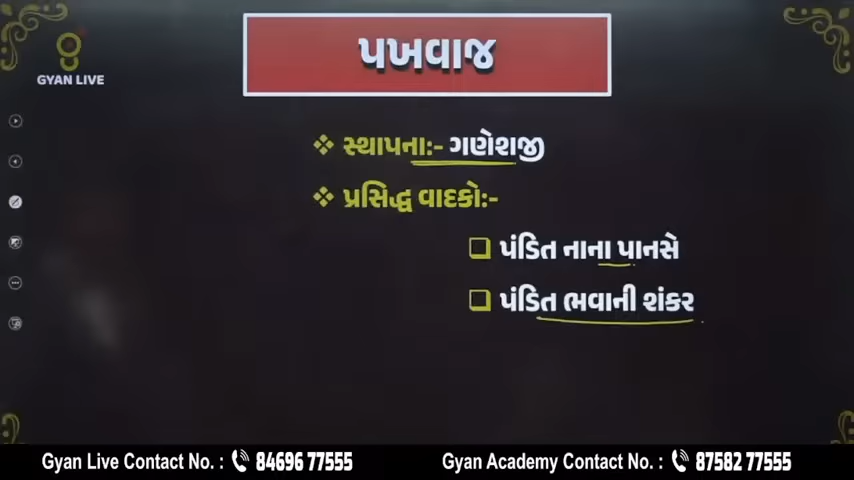 પખવાજ
GYAN LIVE
❖ સ્થાપના:- ગણેશજી
❖ પ્રસિદ્ધ વાદકો:-
❑ પંડિત નાના પાનસે
❑ પંડિત ભવાની શંકર
Gyan Live Contact No. : 84696 77555
Gyan Academy Contact No. : 87582 77555